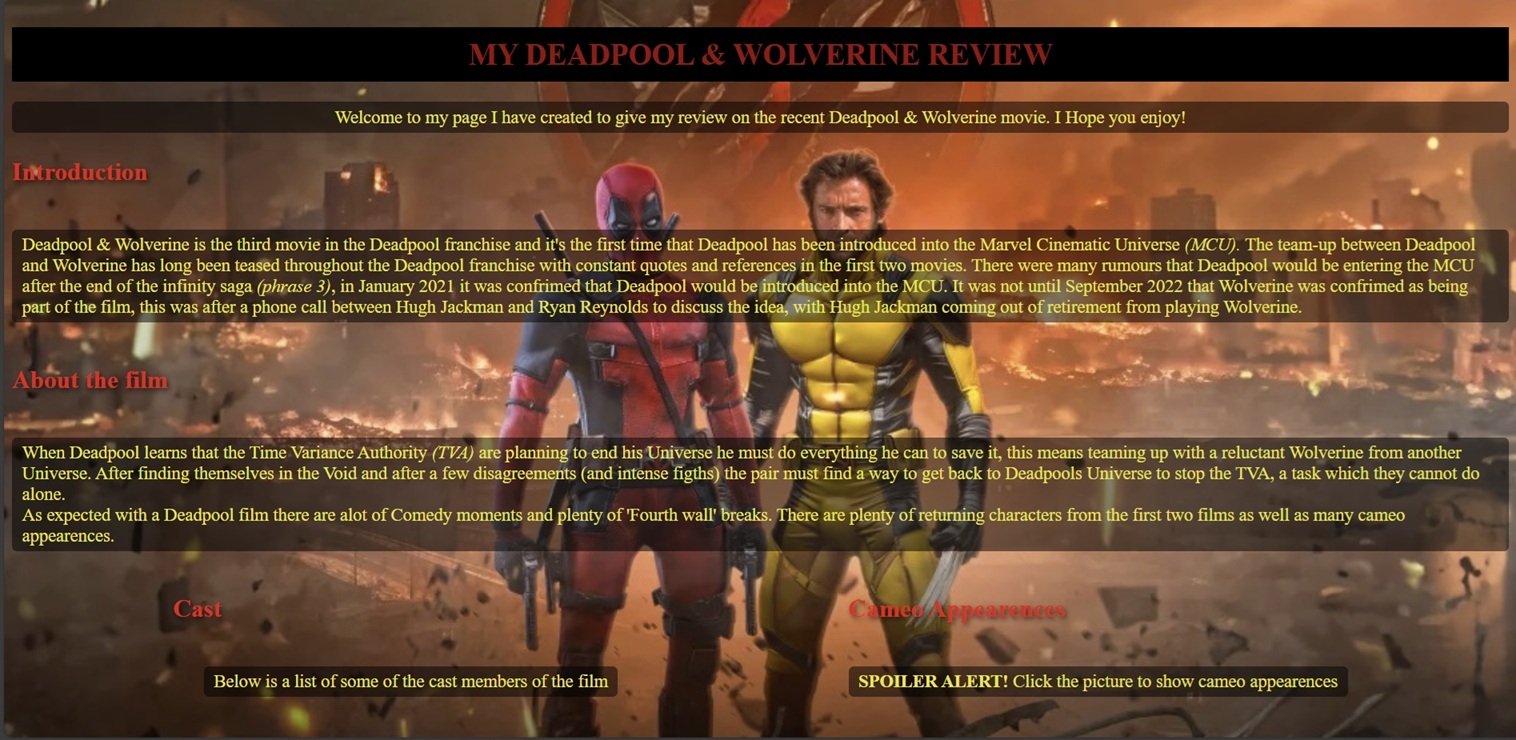 MY DEADPOOL & WOLVERINE REVIEW
Welcome to my page I have created to give my review on the recent Deadpool & Wolverine movie. I Hope you enjoy!
Introduction
Deadpool & Wolverine is the third movie in the Deadpool franchise and it's the first time that Deadpool has been introduced into the Marvel Cinematic Universe (MCU). The team-up between Deadpool
and Wolverine has long been teased throughout the Deadpool franchise with constant quotes and references in the first two movies. There were many rumours that Deadpool would be entering the MCU
after the end of the infinity saga (phrase 3), in January 2021 it was confrimed that Deadpool would be introduced into the MCU. It was not until September 2022 that Wolverine was confrimed as being
part of the film, this was after a phone call between Hugh Jackman and Ryan Reynolds to discuss the idea, with Hugh Jackman coming out of retirement from playing Wolverine.
About the film
When Deadpool learns that the Time Variance Authority (TVA) are planning to end his Universe he must do everything he can to save it, this means teaming up with a reluctant Wolverine from another
Universe. After finding themselves in the Void and after a few disagreements (and intense figths) the pair must find a way to get back to Deadpools Universe to stop the TVA, a task which they cannot do
alone.
As expected with a Deadpool film there are alot of Comedy moments and plenty of 'Fourth wall' breaks. There are plenty of returning characters from the first two films as well as many cameo
appearences.
Cast
Cameo Appearences
Below is a list of some of the cast members of the film
SPOILER ALERT! Click the picture to show cameo appearences